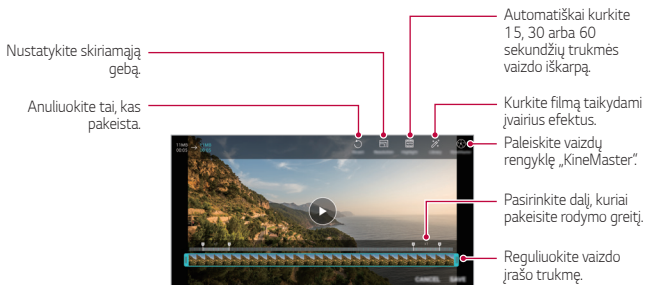 Automatiškai kurkite
15, 30 arba 60
sekundžių trukmės
vaizdo iškarpą.
Nustatykite skiriamąją
gebą.
Anuliuokite tai, kas
pakeista.
Kurkite filmą taikydami
įvairius efektus.
Paleiskite vaizdų
rengyklę „KineMaster“.
Pasirinkite dalį, kuriai
pakeisite rodymo greitį.
Reguliuokite vaizdo
įrašo trukmę.
CANCEL SAVE